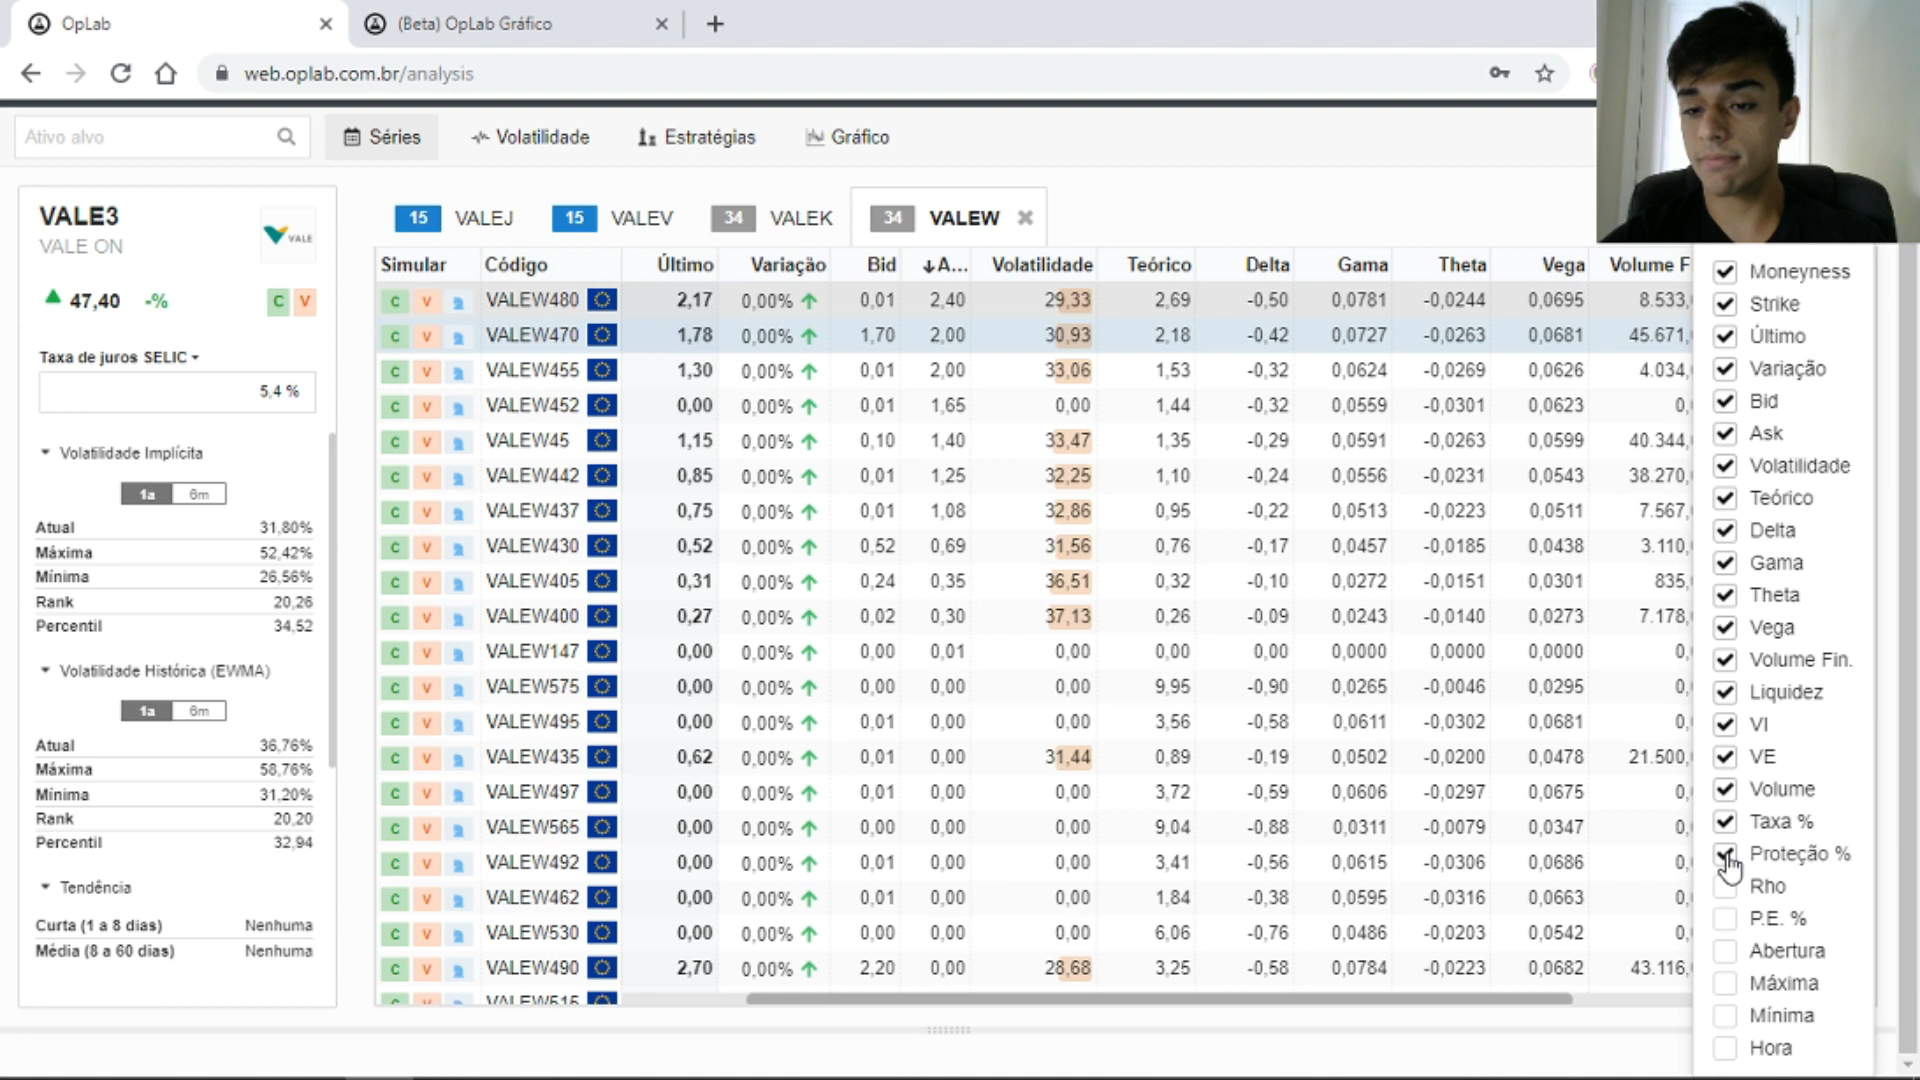 OpLab
(Beta) OpLab Gráfico
web.oplab.com.br/analysis
Ativo alvo
Séries
Volatilidade
Estratégias
Gráfico
VALE3
VALE ON
VALE
47,40 -% C V
Taxa de juros SELIC
5,4 %
Volatilidade Implícita
1a 6m
Atual 31,80%
Máxima 52,42%
Mínima 26,56%
Rank 20,26
Percentil 34,52
Volatilidade Histórica (EWMA)
1a 6m
Atual 36,76%
Máxima 58,76%
Mínima 31,20%
Rank 20,20
Percentil 32,94
Tendência
Curta (1 a 8 dias) Nenhuma
Média (8 a 60 dias) Nenhuma
15 VALEJ 15 VALEV 34 VALEK 34 VALEW
Simular Código Último Variação Bid A... Volatilidade Teórico Delta Gama Theta Vega Volume F
C V VALEW480 2,17 0,00% 0,01 2,40 29,33 2,69 -0,50 0,0781 -0,0244 0,0695 8.533,
C V VALEW470 1,78 0,00% 1,70 2,00 30,93 2,18 -0,42 0,0727 -0,0263 0,0681 45.671,
C V VALEW455 1,30 0,00% 0,01 2,00 33,06 1,53 -0,32 0,0624 -0,0269 0,0626 4.034,
C V VALEW452 0,00 0,00% 0,01 1,65 0,00 1,44 -0,32 0,0559 -0,0301 0,0623 0,
C V VALEW45 1,15 0,00% 0,10 1,40 33,47 1,35 -0,29 0,0591 -0,0263 0,0599 40.344,
C V VALEW442 0,85 0,00% 0,01 1,25 32,25 1,10 -0,24 0,0556 -0,0231 0,0543 38.270,
C V VALEW437 0,75 0,00% 0,01 1,08 32,86 0,95 -0,22 0,0513 -0,0223 0,0511 7.567,
C V VALEW430 0,52 0,00% 0,52 0,69 31,56 0,76 -0,17 0,0457 -0,0185 0,0438 3.110,
C V VALEW405 0,31 0,00% 0,24 0,35 36,51 0,32 -0,10 0,0272 -0,0151 0,0301 835,
C V VALEW400 0,27 0,00% 0,02 0,30 37,13 0,26 -0,09 0,0243 -0,0140 0,0273 7.178,
C V VALEW147 0,00 0,00% 0,00 0,01 0,00 0,00 0,00 0,0000 0,0000 0,0000 0,
C V VALEW575 0,00 0,00% 0,00 0,00 0,00 9,95 -0,90 0,0265 -0,0046 0,0295 0,
C V VALEW495 0,00 0,00% 0,01 0,00 0,00 3,56 -0,58 0,0611 -0,0302 0,0681 0,
C V VALEW435 0,62 0,00% 0,01 0,00 31,44 0,89 -0,19 0,0502 -0,0200 0,0478 21.500,
C V VALEW497 0,00 0,00% 0,01 0,00 0,00 3,72 -0,59 0,0606 -0,0297 0,0675 0,
C V VALEW565 0,00 0,00% 0,00 0,00 0,00 9,04 -0,88 0,0311 -0,0079 0,0347 0,
C V VALEW492 0,00 0,00% 0,01 0,00 0,00 3,41 -0,56 0,0615 -0,0306 0,0686 0,
C V VALEW462 0,00 0,00% 0,01 0,00 0,00 1,84 -0,38 0,0595 -0,0316 0,0663 0,
C V VALEW530 0,00 0,00% 0,00 0,00 0,00 6,06 -0,76 0,0486 -0,0203 0,0542 0,
C V VALEW490 2,70 0,00% 2,20 0,00 28,68 3,25 -0,58 0,0784 -0,0223 0,0682 43.116,
C V VALEW515
Moneyness
Strike
Último
Variação
Bid
Ask
Volatilidade
Teórico
Delta
Gama
Theta
Vega
Volume Fin.
Liquidez
VI
VE
Volume
Taxa %
Proteção %
Rho
P.E. %
Abertura
Máxima
Mínima
Hora